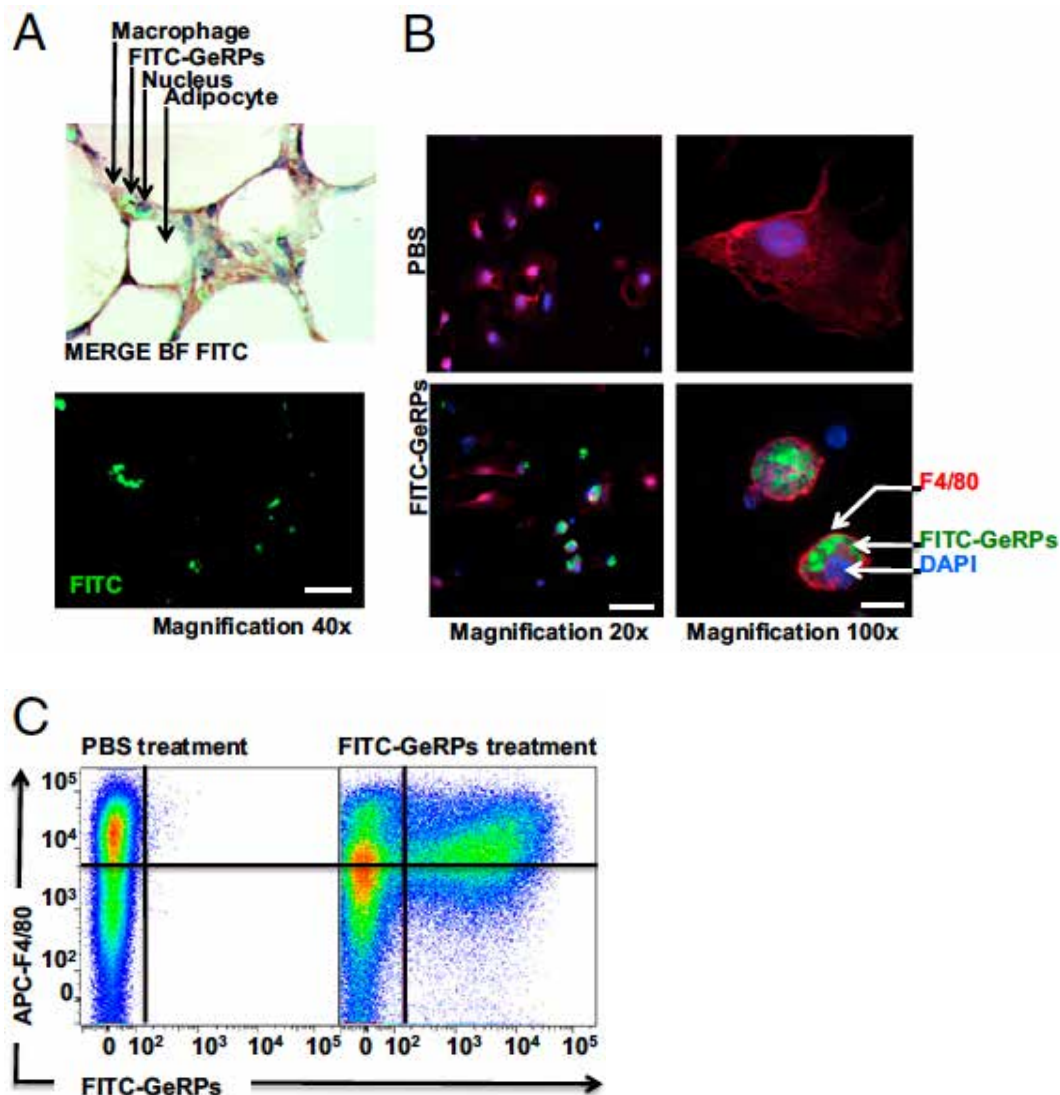 A
Macrophage
FITC-GeRPs
Nucleus
Adipocyte
MERGE BF FITC
FITC
Magnification 40x
B
PBS
FITC-GeRPs
F4/80
FITC-GeRPs
DAPI
Magnification 20x
Magnification 100x
C
PBS treatment
FITC-GeRPs treatment
APC-F4/80
10⁵
10⁴
10³
10²
0
0 10² 10³ 10⁴ 10⁵ 0 10² 10³ 10⁴ 10⁵
FITC-GeRPs